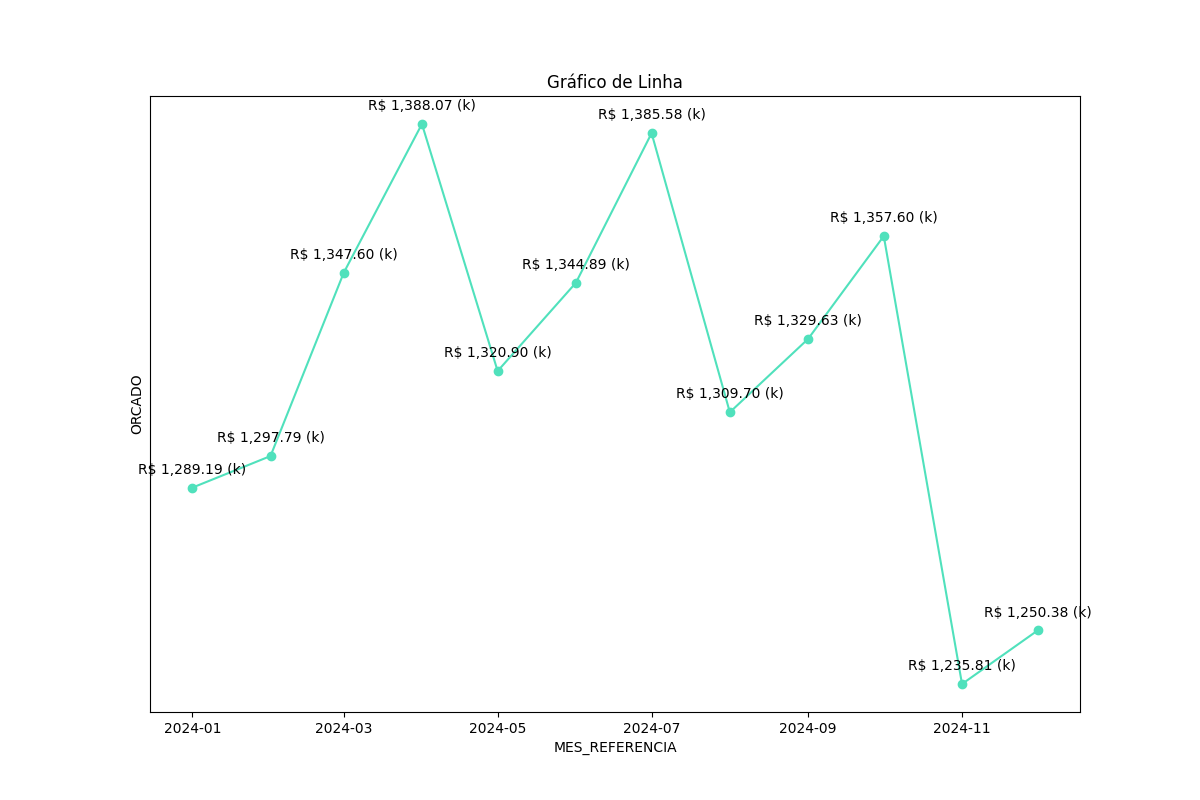 Gráfico de Linha
R$ 1,388.07 (k)
R$ 1,385.58 (k)
R$ 1,357.60 (k)
R$ 1,347.60 (k)
R$ 1,344.89 (k)
R$ 1,329.63 (k)
R$ 1,320.90 (k)
R$ 1,309.70 (k)
R$ 1,297.79 (k)
R$ 1,289.19 (k)
R$ 1,250.38 (k)
R$ 1,235.81 (k)
ORCADO
2024-01 2024-03 2024-05 2024-07 2024-09 2024-11
MES_REFERENCIA